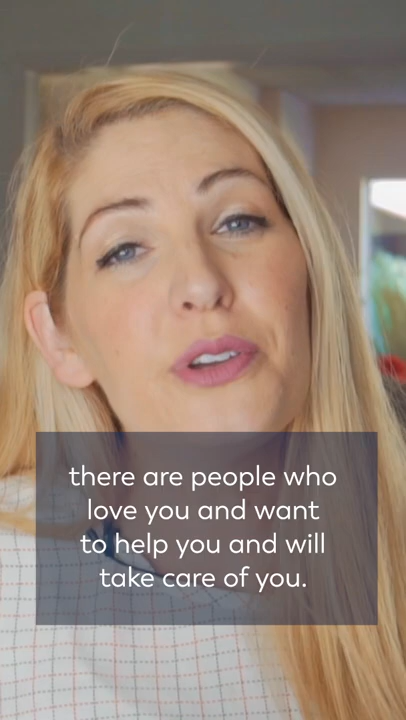 there are people who
love you and want
to help you and will
take care of you.